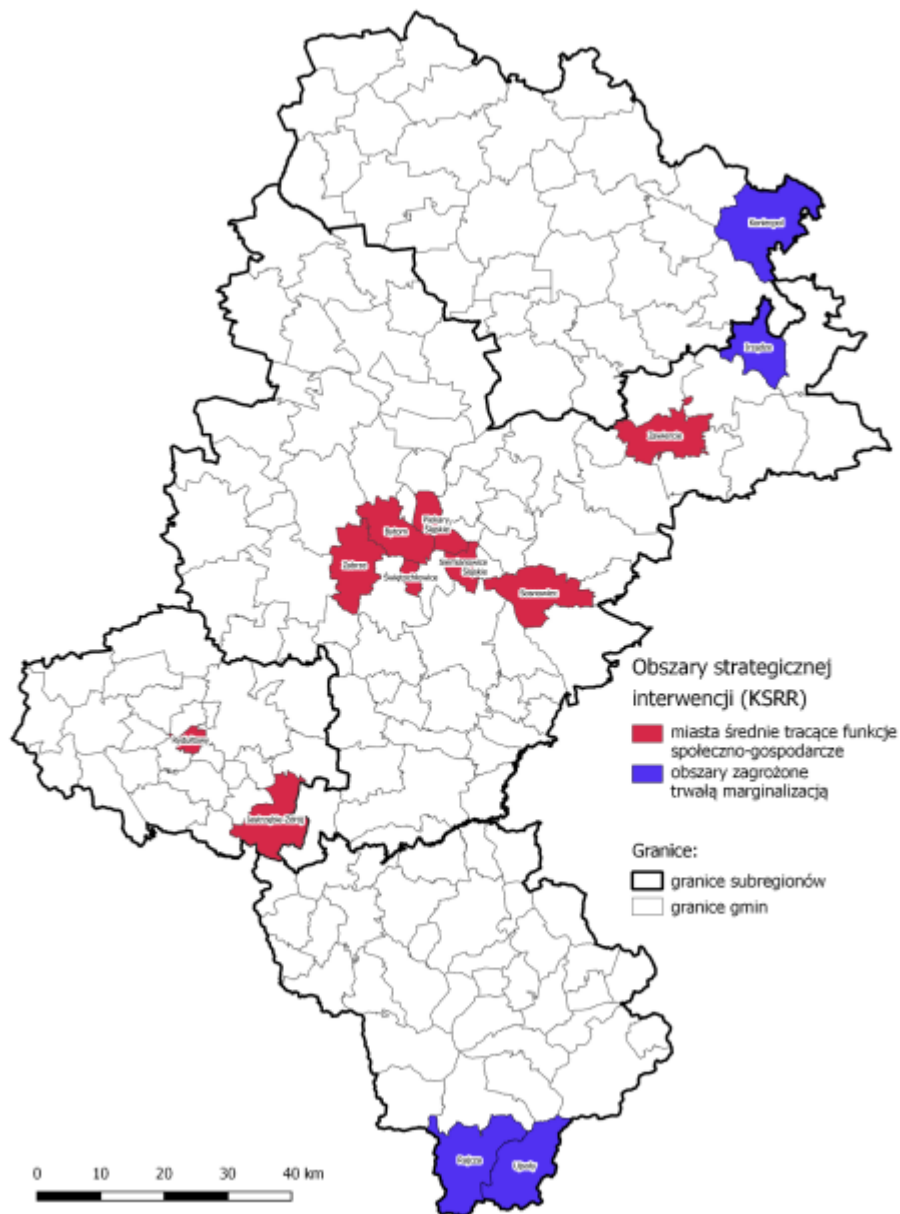 Koniecpol
Irządze
Zawiercie
Piekary
Śląskie
Bytom
Zabrze
Siemianowice
Śląskie
Świętochłowice
Sosnowiec
Obszary strategicznej
interwencji (KSRR)
miasta średnie tracące funkcje
społeczno-gospodarcze
obszary zagrożone
trwałą marginalizacją
Rydułtowy
Jastrzębie-Zdrój
Granice:
granice subregionów
granice gmin
Rajcza
Ujsoły
0 10 20 30 40 km